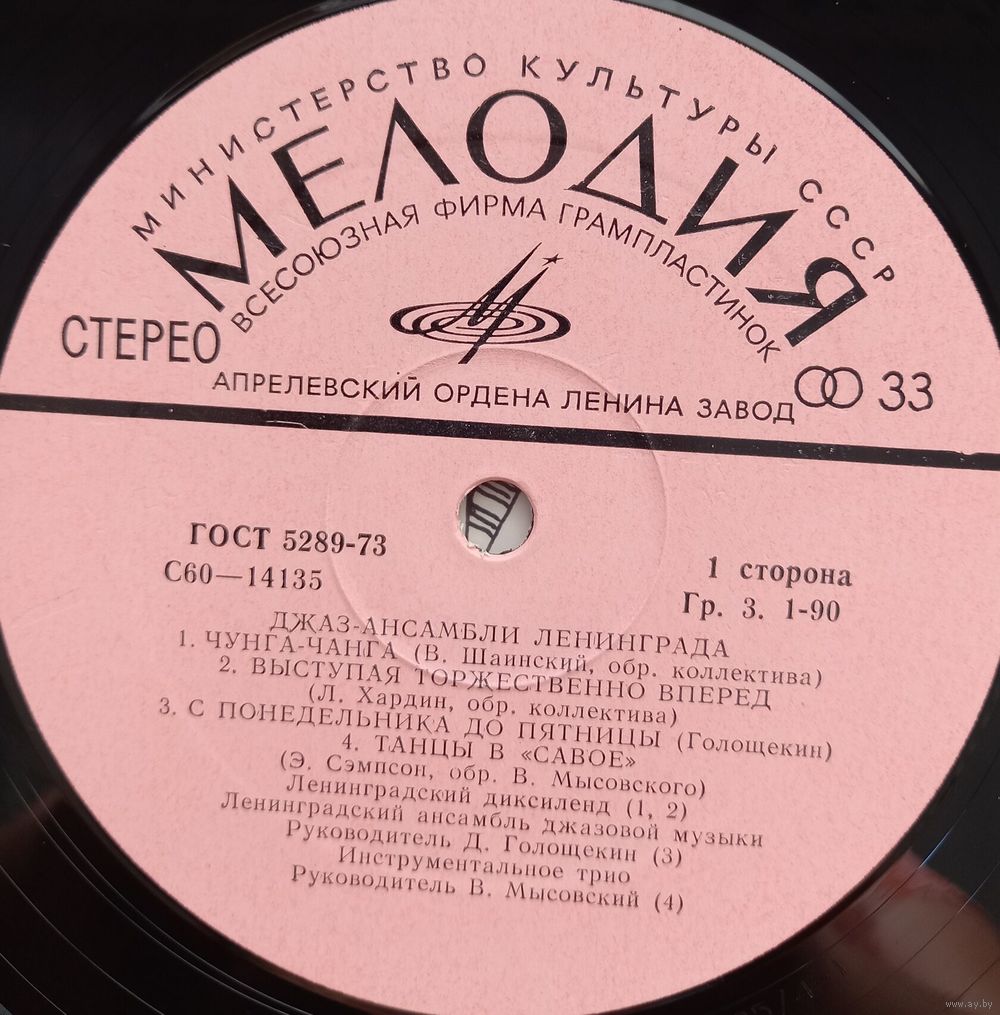 МИНИСТЕРСТВО КУЛЬТУРЫ СССР
МЕЛОДИЯ
ВСЕСОЮЗНАЯ ФИРМА ГРАМПЛАСТИНОК
СТЕРЕО
33
АПРЕЛЕВСКИЙ ОРДЕНА ЛЕНИНА ЗАВОД
ГОСТ 5289-73
С60—14135
1 сторона
Гр. 3. 1-90
ДЖАЗ-АНСАМБЛИ ЛЕНИНГРАДА
1. ЧУНГА-ЧАНГА (В. Шаинский, обр. коллектива)
2. ВЫСТУПАЯ ТОРЖЕСТВЕННО ВПЕРЕД
(Л. Хардин, обр. коллектива)
3. С ПОНЕДЕЛЬНИКА ДО ПЯТНИЦЫ (Голощекин)
4. ТАНЦЫ В «САВОЕ»
(Э. Сэмпсон, обр. В. Мысовского)
Ленинградский диксиленд (1, 2)
Ленинградский ансамбль джазовой музыки
Руководитель Д. Голощекин (3)
Инструментальное трио
Руководитель В. Мысовский (4)
www.ay.by